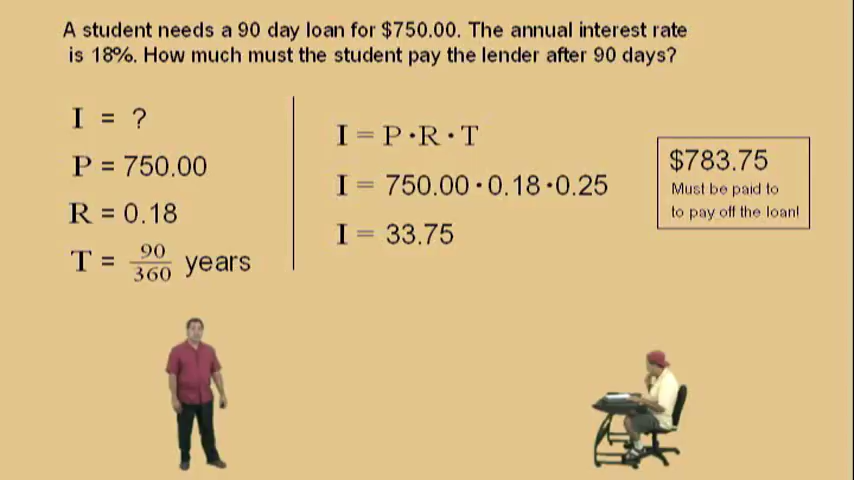 A student needs a 90 day loan for $750.00. The annual interest rate
is 18%. How much must the student pay the lender after 90 days?
I = ?
P = 750.00
R = 0.18
T = 90/360 years
I = P·R·T
I = 750.00·0.18·0.25
I = 33.75
$783.75
Must be paid to
to pay off the loan!